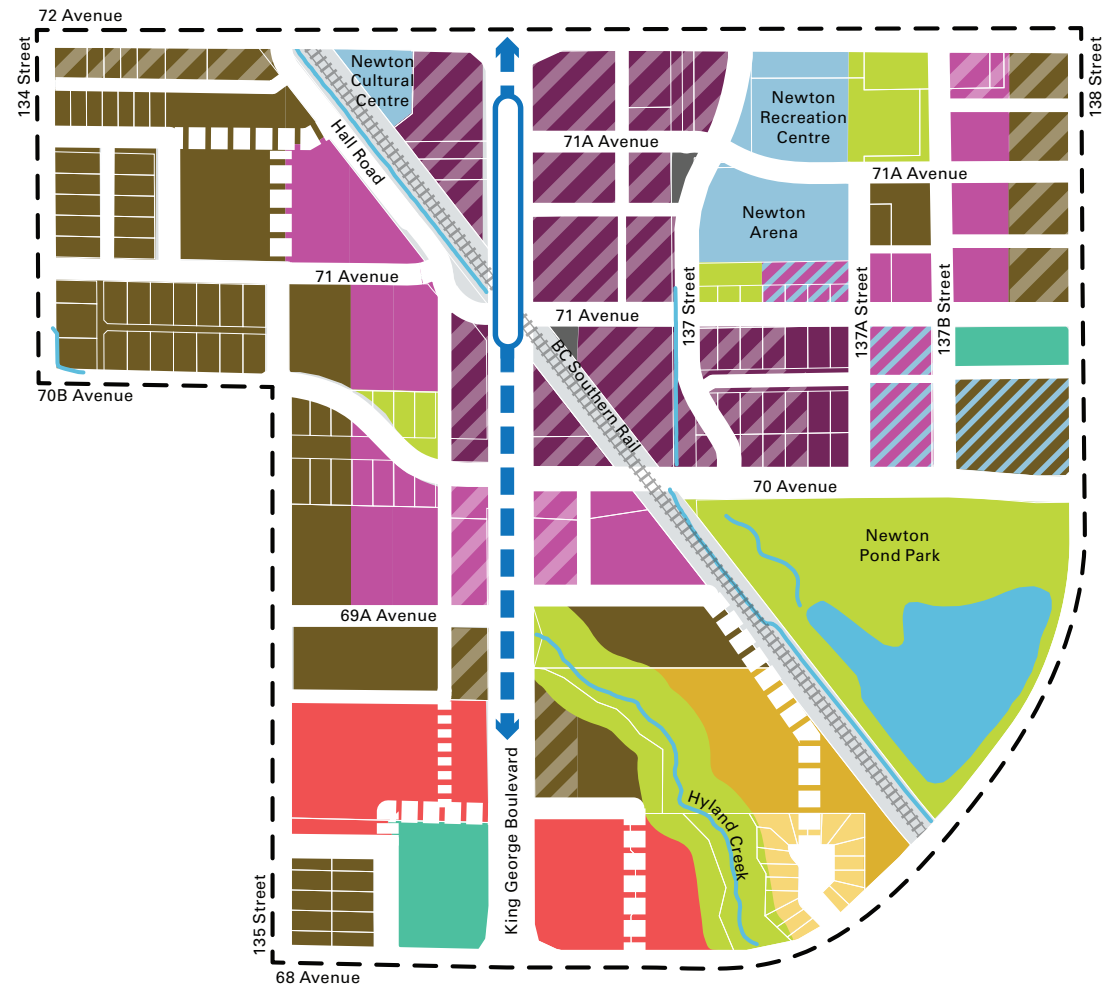 72 Avenue
134 Street
138 Street
Newton
Cultural
Centre
Newton
Recreation
Centre
Hall Road
71A Avenue
71A Avenue
Newton
Arena
71 Avenue
137 Street
137A Street
137B Street
71 Avenue
BC Southern Rail
70B Avenue
70 Avenue
Newton
Pond Park
69A Avenue
King George Boulevard
Hyland Creek
135 Street
68 Avenue